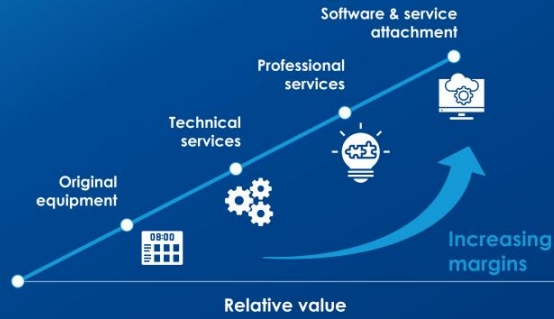 Software & service
attachment
Professional
services
Technical
services
Original
equipment
08:00
Increasing
margins
Relative value